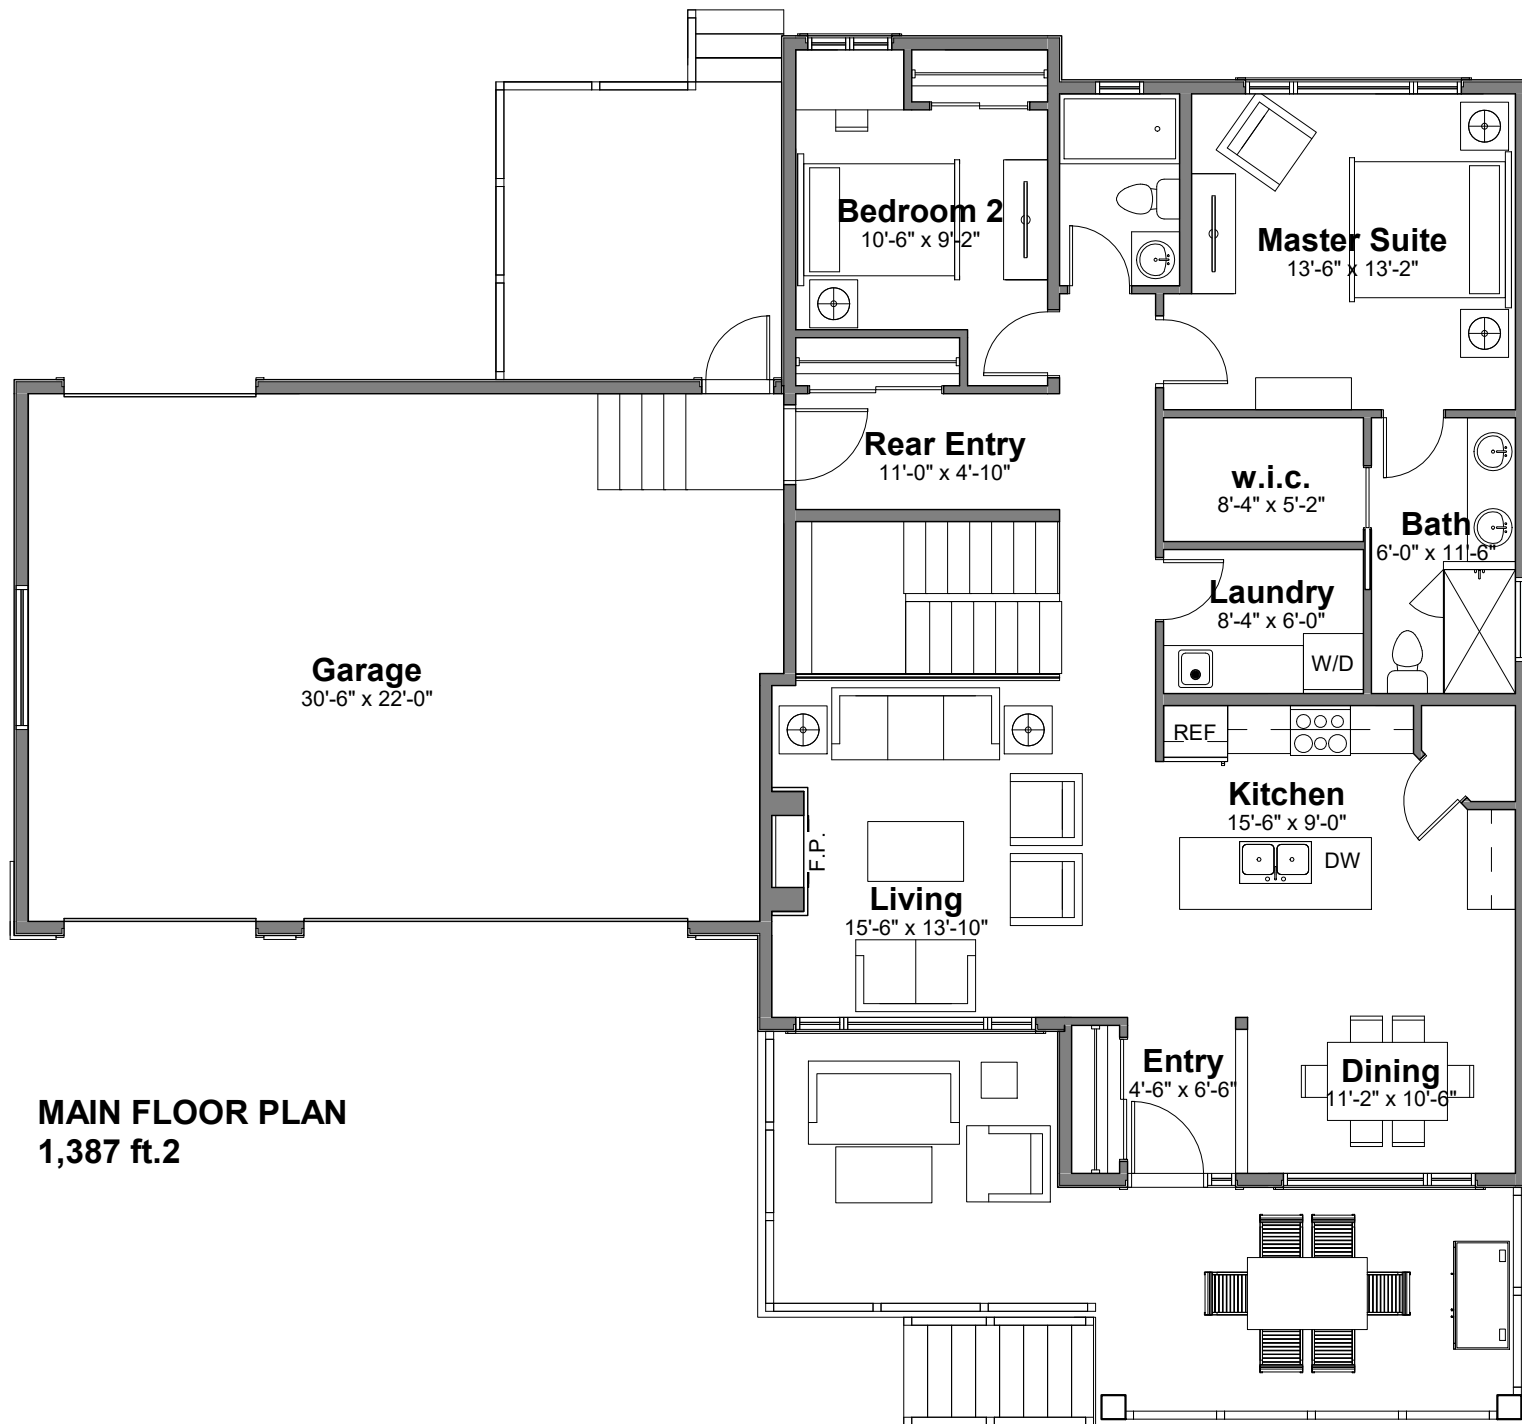 Bedroom 2
10'-6" x 9'-2"
Master Suite
13'-6" x 13'-2"
Rear Entry
11'-0" x 4'-10"
w.i.c.
8'-4" x 5'-2"
Bath
6'-0" x 11'-6"
Laundry
8'-4" x 6'-0"
W/D
Garage
30'-6" x 22'-0"
REF
Kitchen
15'-6" x 9'-0"
DW
F.P.
Living
15'-6" x 13'-10"
Entry
4'-6" x 6'-6"
Dining
11'-2" x 10'-6"
MAIN FLOOR PLAN
1,387 ft.2